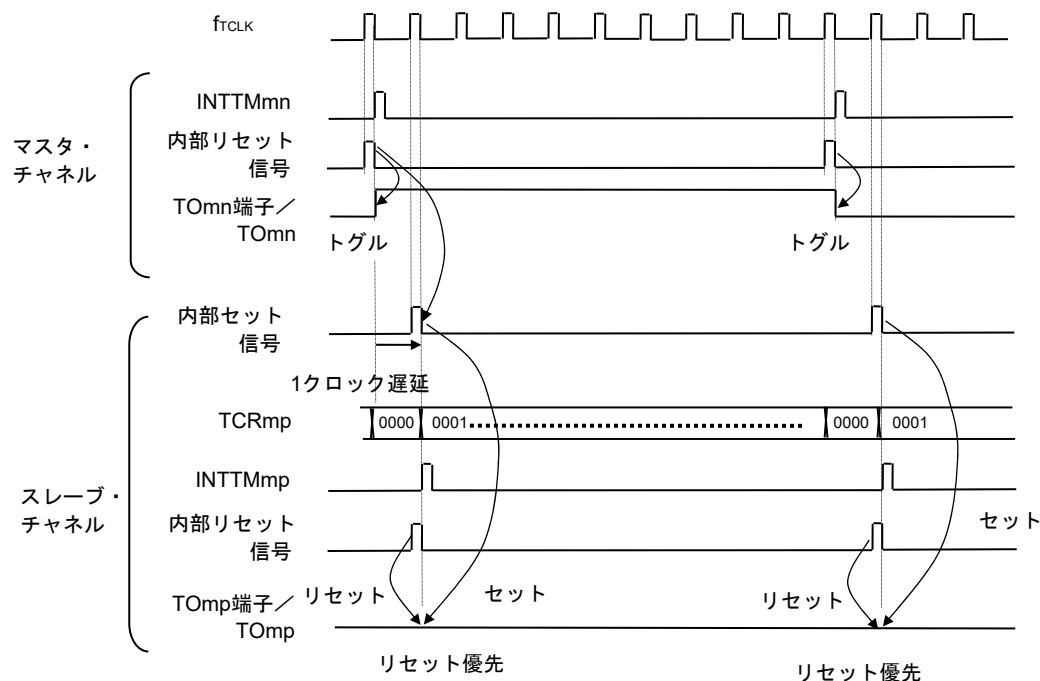 fTCLK
マスタ・
チャネル
INTTMmn
内部リセット
信号
TOmn端子／
TOmn
トグル
トグル
スレーブ・
チャネル
内部セット
信号
1クロック遅延
TCRmp
0000
0001
0000
0001
INTTMmp
内部リセット
信号
セット
リセット
セット
リセット
TOmp端子／
TOmp
リセット優先
リセット優先